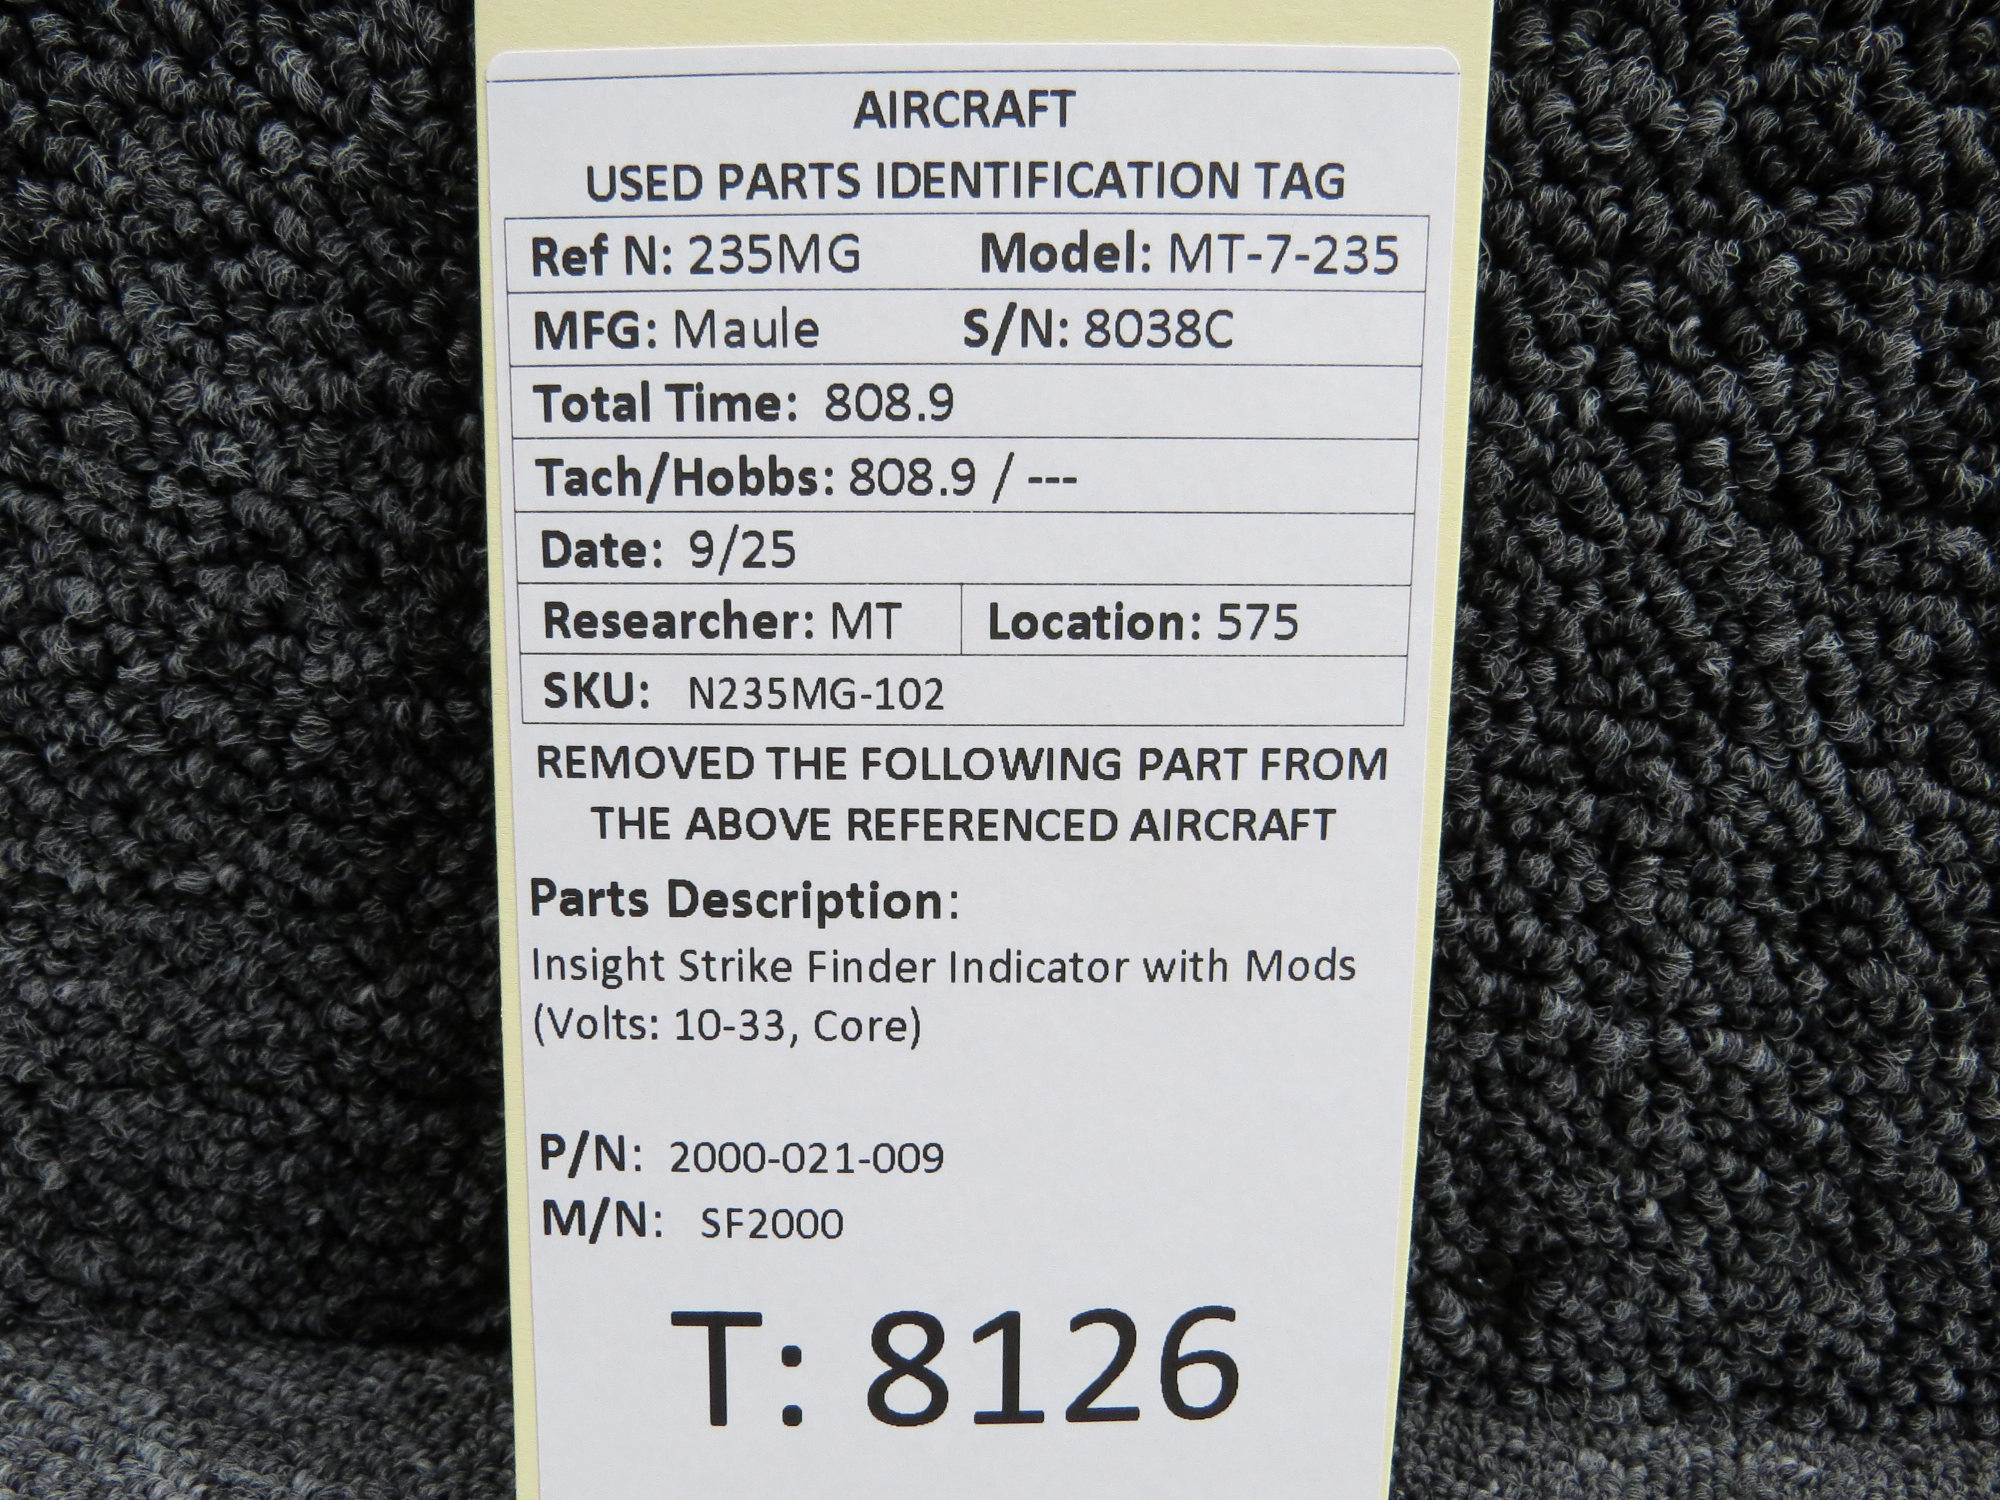 AIRCRAFT
USED PARTS IDENTIFICATION TAG
Ref N: 235MG Model: MT-7-235
MFG: Maule S/N: 8038C
Total Time: 808.9
Tach/Hobbs: 808.9 / ---
Date: 9/25
Researcher: MT Location: 575
SKU: N235MG-102
REMOVED THE FOLLOWING PART FROM
THE ABOVE REFERENCED AIRCRAFT
Parts Description:
Insight Strike Finder Indicator with Mods
(Volts: 10-33, Core)
P/N: 2000-021-009
M/N: SF2000
T: 8126